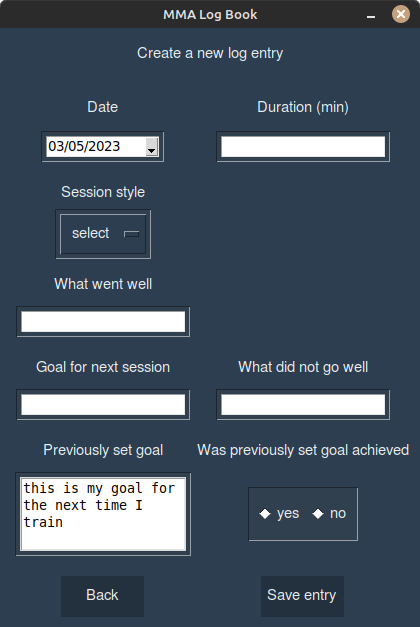 MMA Log Book
Create a new log entry
Date
Duration (min)
03/05/2023
Session style
select
What went well
Goal for next session
What did not go well
Previously set goal
Was previously set goal achieved
this is my goal for
the next time I
train
yes
no
Back
Save entry